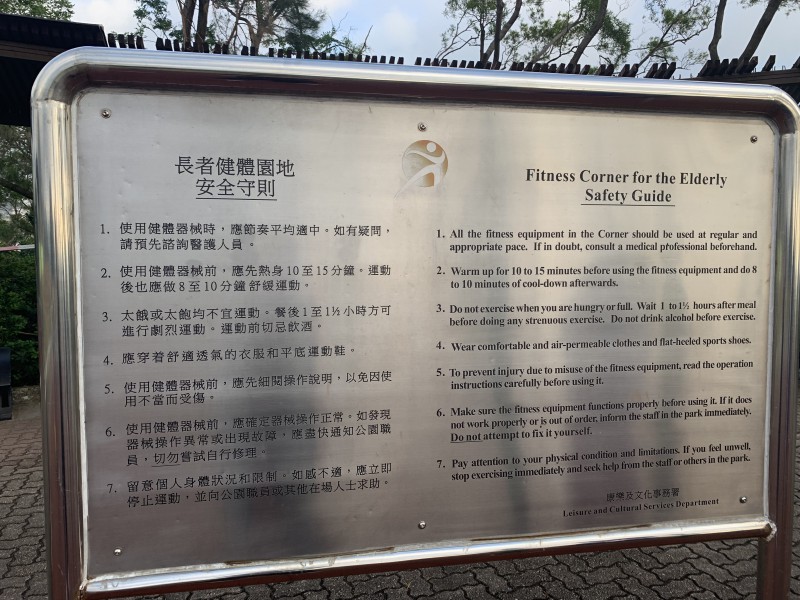 長者健體園地
安全守則
1. 使用健體器械時，應節奏平均適中。如有疑問，
請預先諮詢醫護人員。
2. 使用健體器械前，應先熱身10至15分鐘。運動
後也應做8至10分鐘舒緩運動。
3. 太餓或太飽均不宜運動。餐後1至1½小時方可
進行劇烈運動。運動前切忌飲酒。
4. 應穿着舒適透氣的衣服和平底運動鞋。
5. 使用健體器械前，應先細閱操作說明，以免因使
用不當而受傷。
6. 使用健體器械前，應確定器械操作正常。如發現
器械操作異常或出現故障，應盡快通知公園職
員，切勿嘗試自行修理。
7. 留意個人身體狀況和限制。如感不適，應立即
停止運動，並向公園職員或其他在場人士求助。
Fitness Corner for the Elderly
Safety Guide
1. All the fitness equipment in the Corner should be used at regular and
appropriate pace. If in doubt, consult a medical professional beforehand.
2. Warm up for 10 to 15 minutes before using the fitness equipment and do 8
to 10 minutes of cool-down afterwards.
3. Do not exercise when you are hungry or full. Wait 1 to 1½ hours after meal
before doing any strenuous exercise. Do not drink alcohol before exercise.
4. Wear comfortable and air-permeable clothes and flat-heeled sports shoes.
5. To prevent injury due to misuse of the fitness equipment, read the operation
instructions carefully before using it.
6. Make sure the fitness equipment functions properly before using it. If it does
not work properly or is out of order, inform the staff in the park immediately.
Do not attempt to fix it yourself.
7. Pay attention to your physical condition and limitations. If you feel unwell,
stop exercising immediately and seek help from the staff or others in the park.
康樂及文化事務署
Leisure and Cultural Services Department